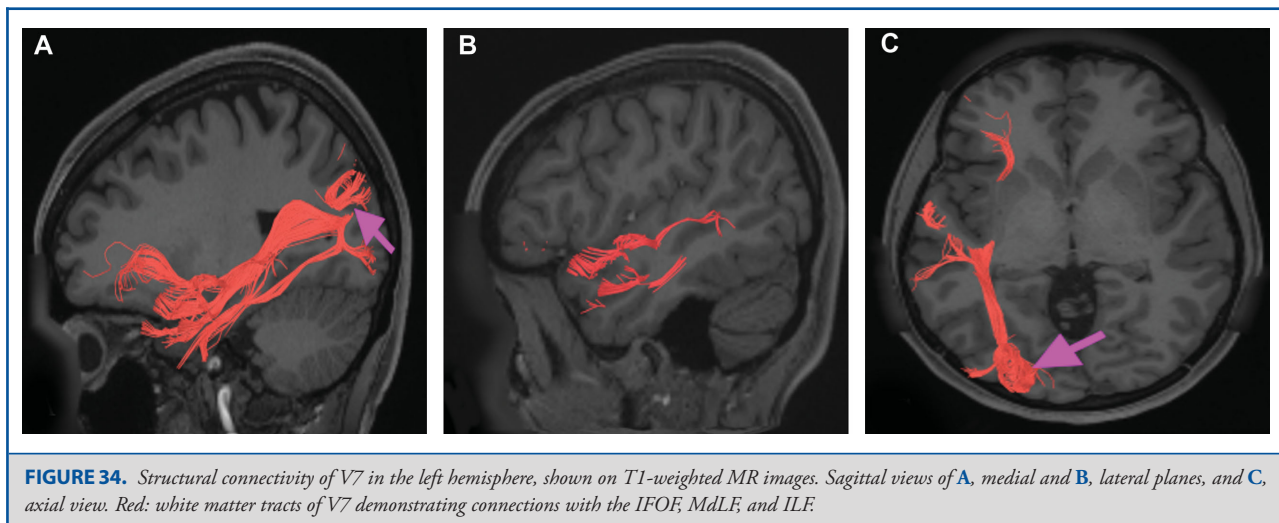 A
B
C
FIGURE 34. Structural connectivity of V7 in the left hemisphere, shown on T1-weighted MR images. Sagittal views of A, medial and B, lateral planes, and C,
axial view. Red: white matter tracts of V7 demonstrating connections with the IFOF, MdLF, and ILF.